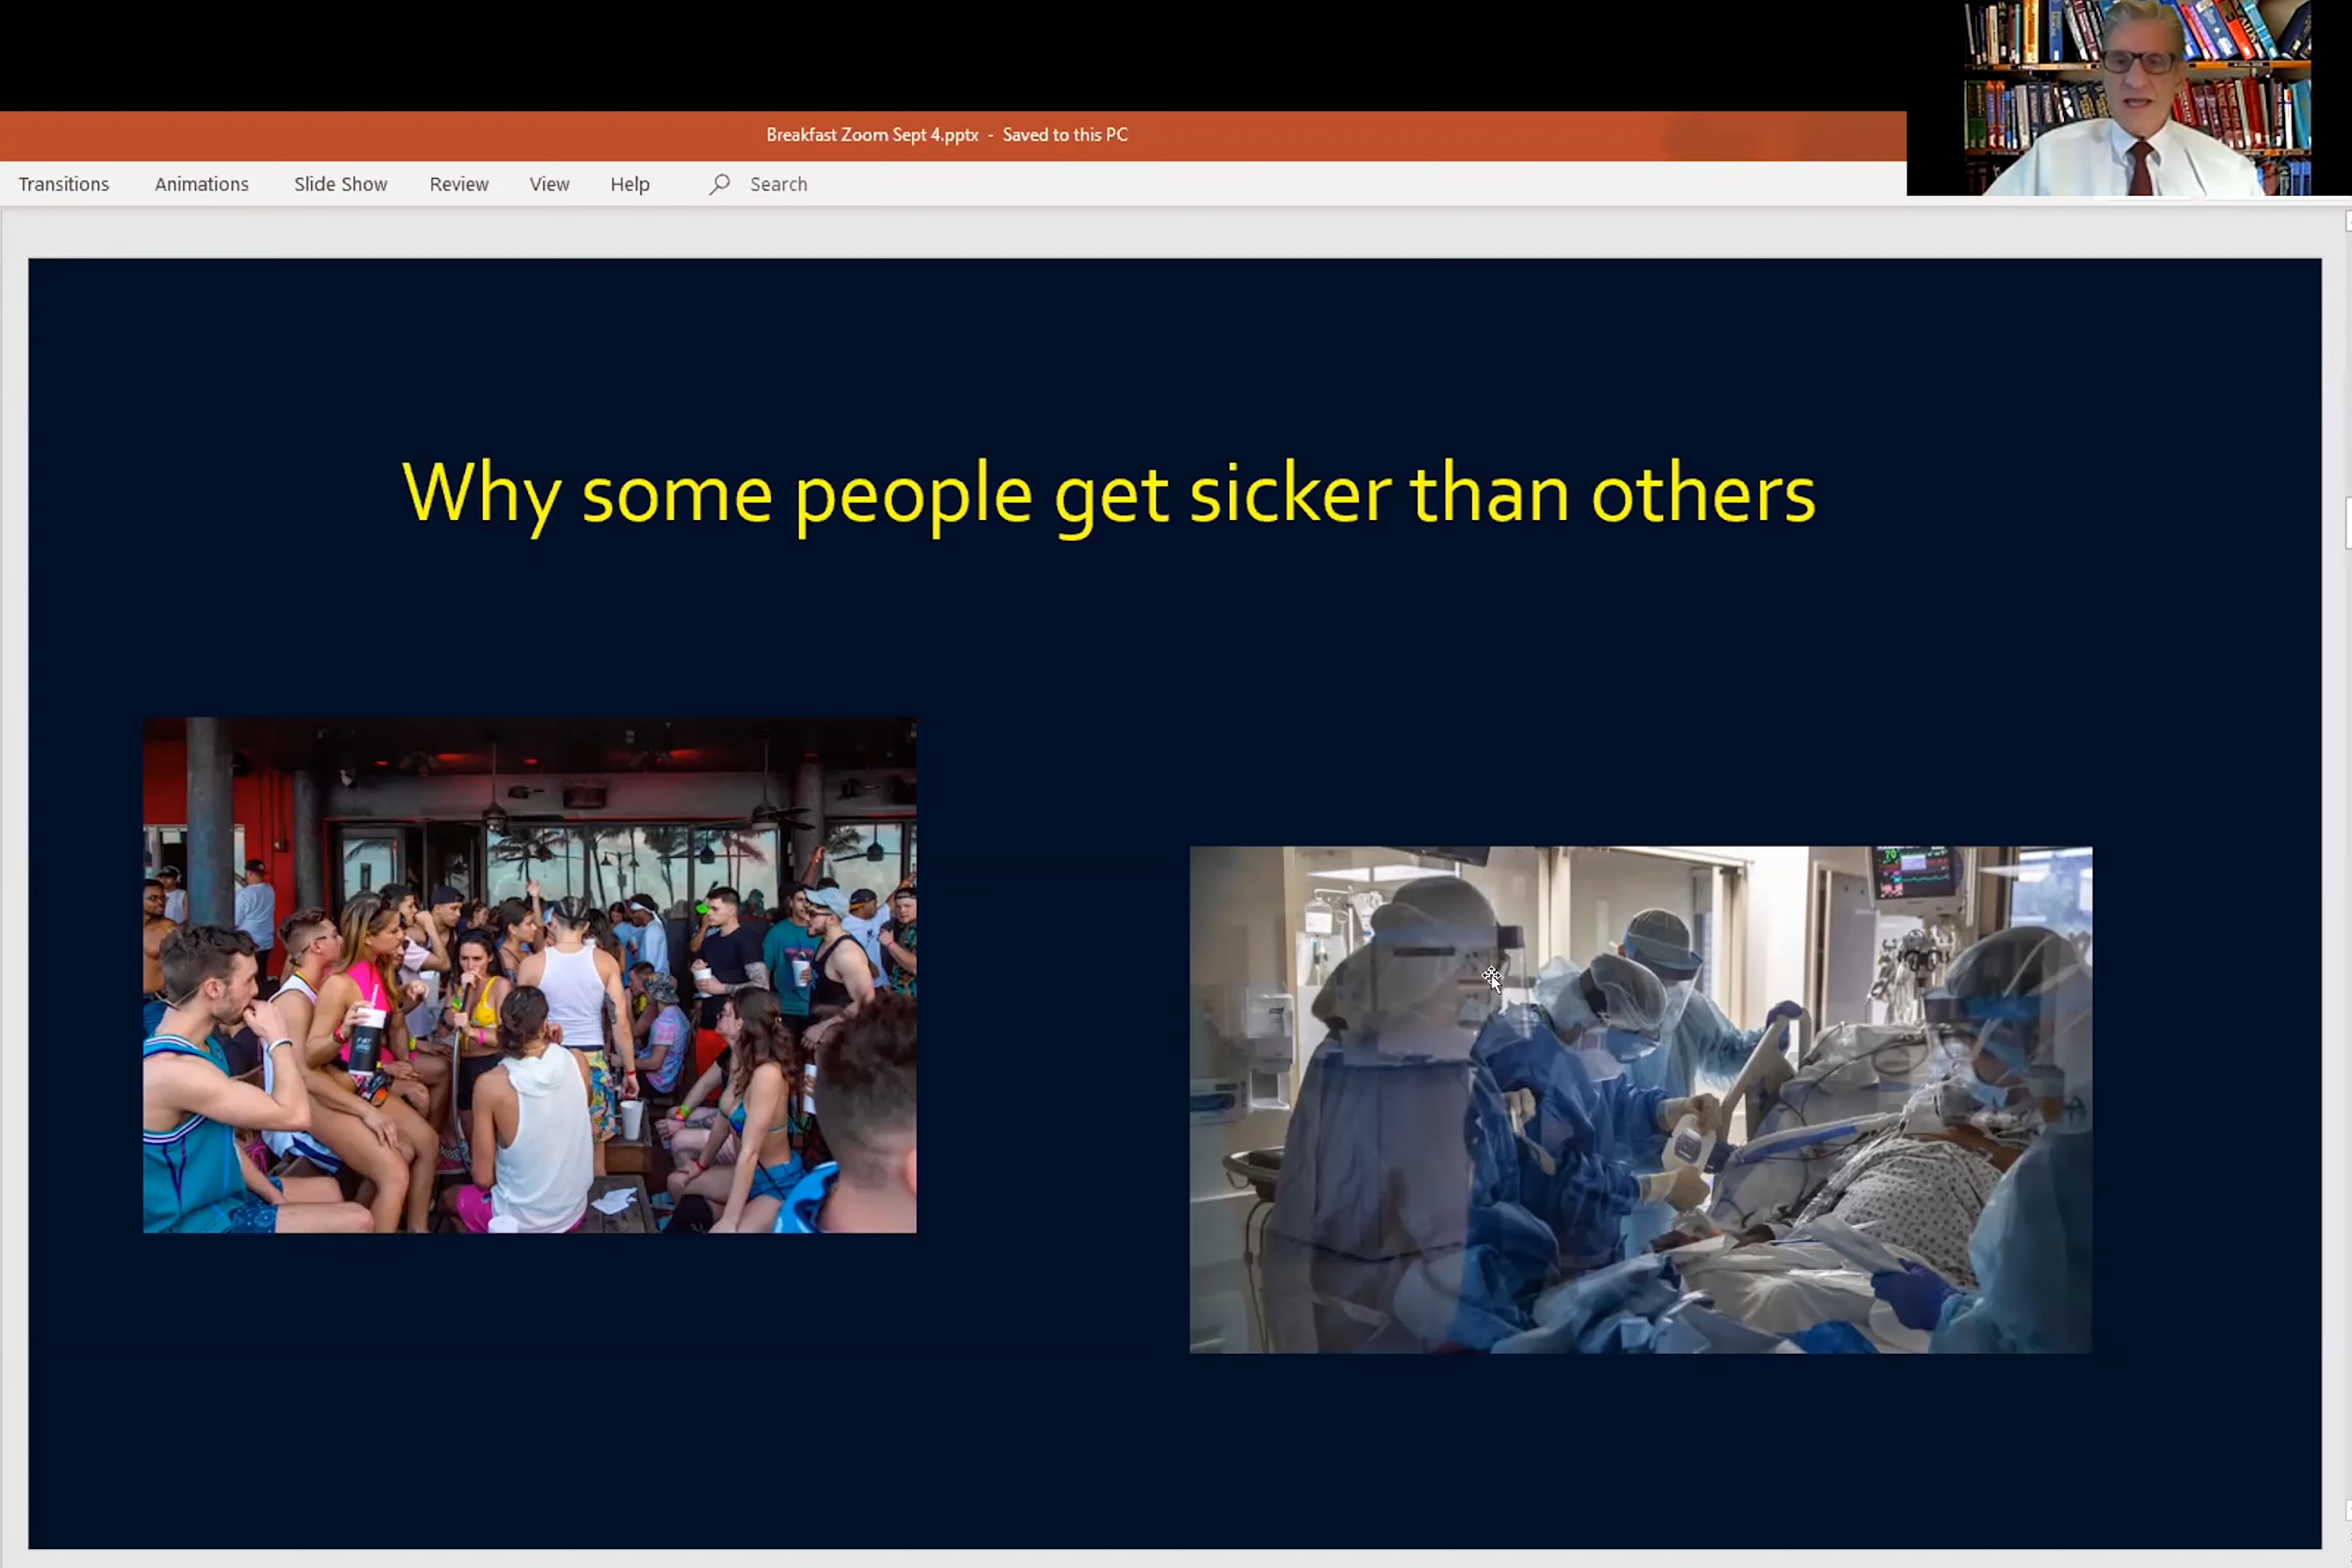 Breakfast Zoom Sept 4.pptx - Saved to this PC
Transitions Animations Slide Show Review View Help Search
Why some people get sicker than others
70